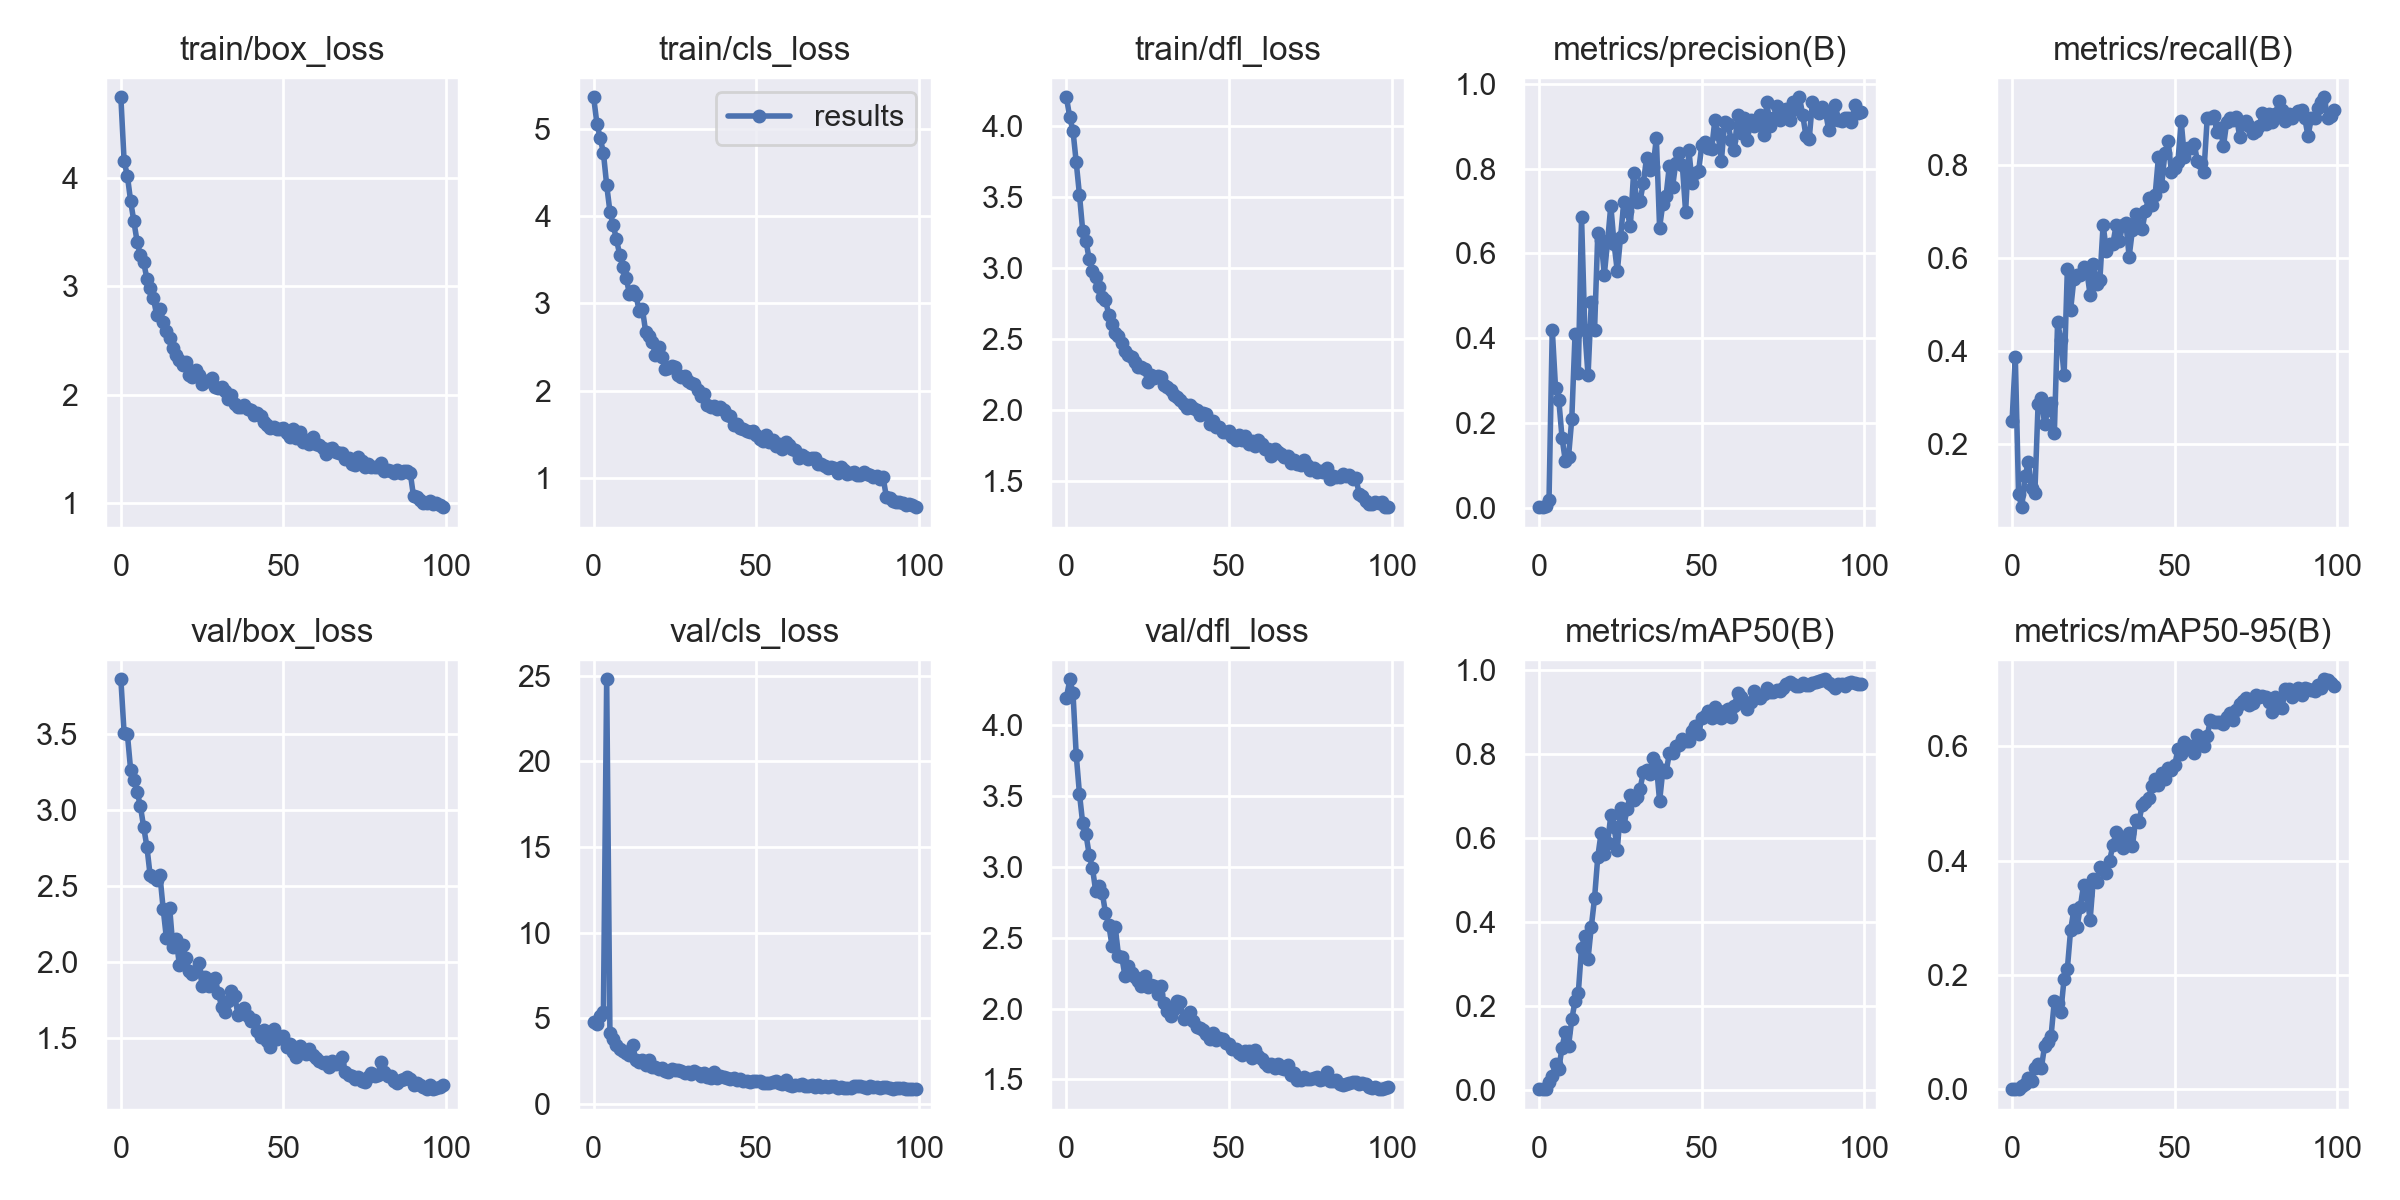 train/box_loss
train/cls_loss
train/dfl_loss
metrics/precision(B)
metrics/recall(B)
results
4
3
2
1
0 50 100
5
4
3
2
1
0 50 100
4.0
3.5
3.0
2.5
2.0
1.5
0 50 100
1.0
0.8
0.6
0.4
0.2
0.0
0 50 100
0.8
0.6
0.4
0.2
0 50 100
val/box_loss
val/cls_loss
val/dfl_loss
metrics/mAP50(B)
metrics/mAP50-95(B)
3.5
3.0
2.5
2.0
1.5
0 50 100
25
20
15
10
5
0
0 50 100
4.0
3.5
3.0
2.5
2.0
1.5
0 50 100
1.0
0.8
0.6
0.4
0.2
0.0
0 50 100
0.6
0.4
0.2
0.0
0 50 100